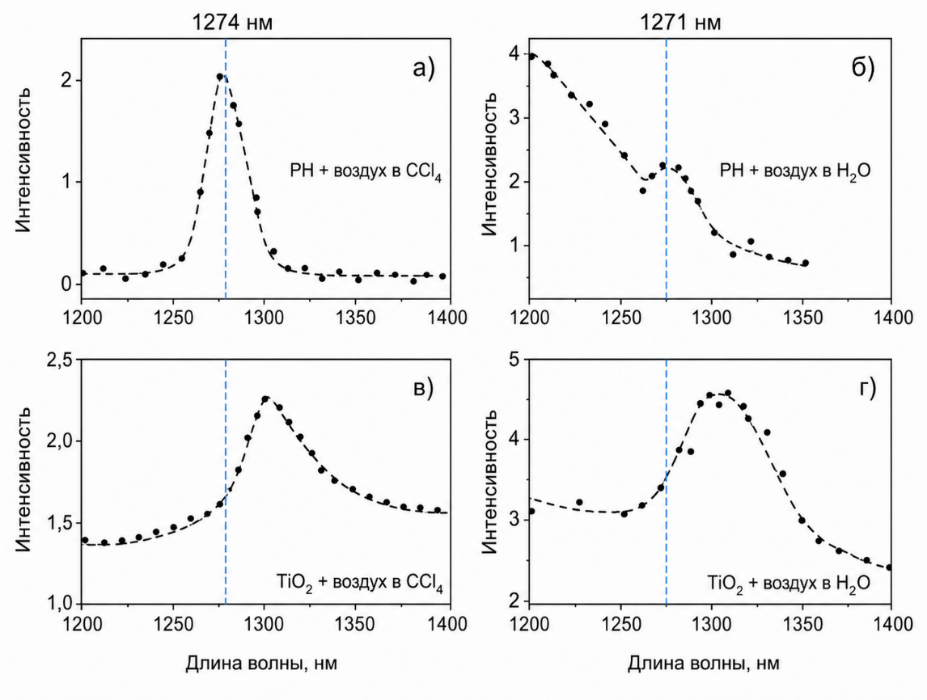 1274 нм
1271 нм
а)
б)
Интенсивность
2
1
0
PH + воздух в CCl4
1200 1250 1300 1350 1400
Интенсивность
4
3
2
1
PH + воздух в H2O
1200 1250 1300 1350 1400
в)
г)
Интенсивность
2,5
2,0
1,5
1,0
TiO2 + воздух в CCl4
1200 1250 1300 1350 1400
Длина волны, нм
Интенсивность
5
4
3
2
TiO2 + воздух в H2O
1200 1250 1300 1350 1400
Длина волны, нм